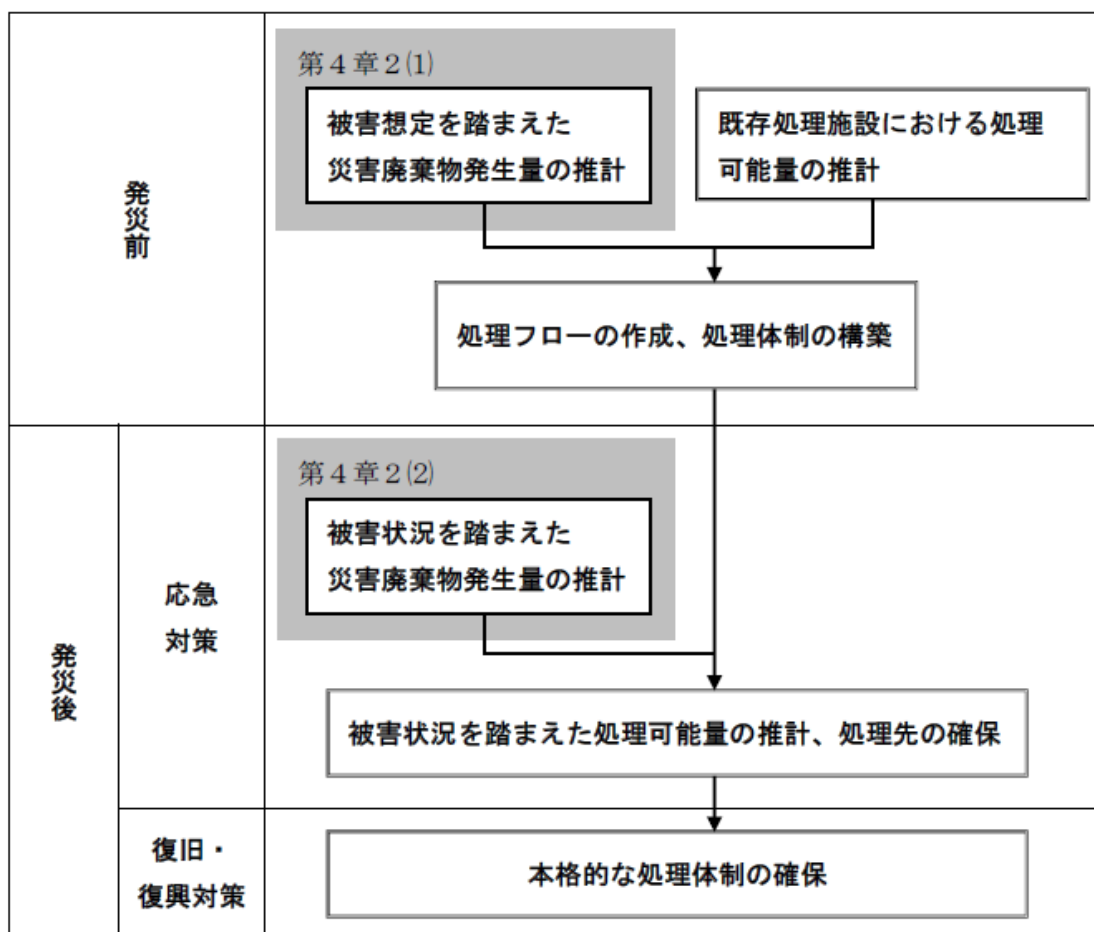 発災前
第4章2⑴
被害想定を踏まえた
災害廃棄物発生量の推計
既存処理施設における処理
可能量の推計
処理フローの作成、処理体制の構築
発災後
応急
対策
第4章2⑵
被害状況を踏まえた
災害廃棄物発生量の推計
被害状況を踏まえた処理可能量の推計、処理先の確保
復旧・
復興対策
本格的な処理体制の確保